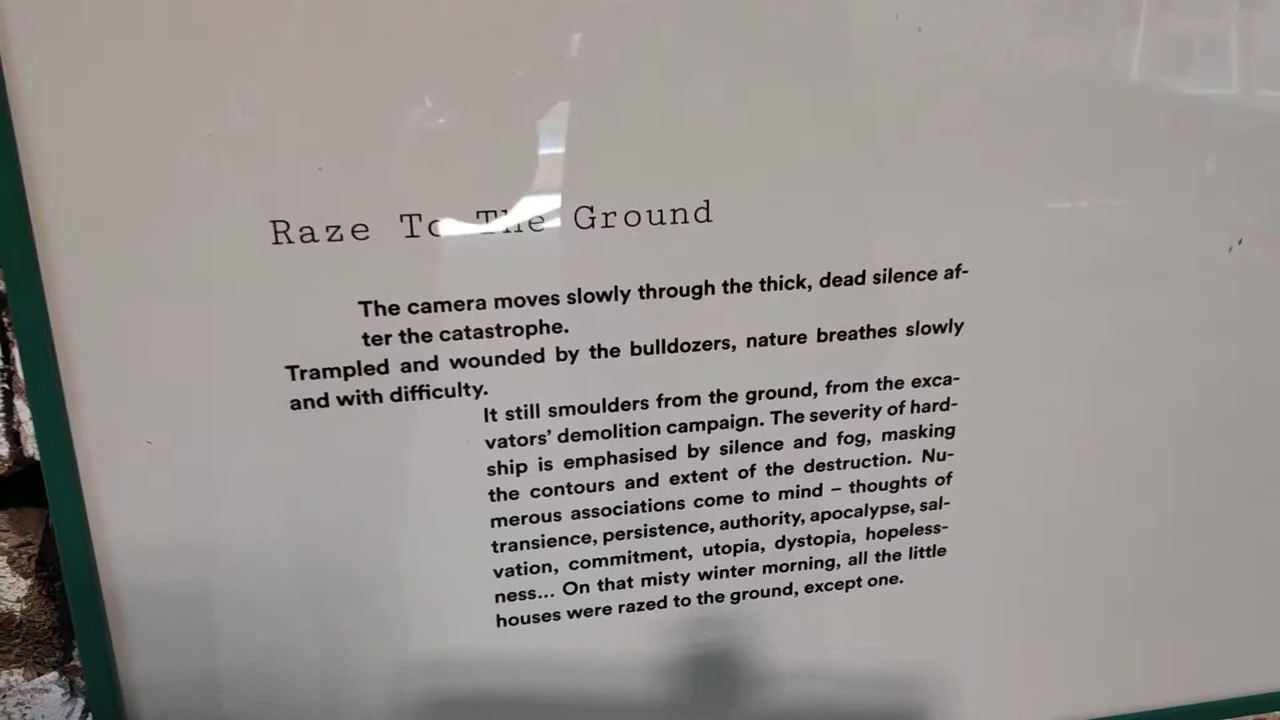 Raze To The Ground
The camera moves slowly through the thick, dead silence af-
ter the catastrophe.
Trampled and wounded by the bulldozers, nature breathes slowly
and with difficulty.
It still smoulders from the ground, from the exca-
vators’ demolition campaign. The severity of hard-
ship is emphasised by silence and fog, masking
the contours and extent of the destruction. Nu-
merous associations come to mind – thoughts of
transience, persistence, authority, apocalypse, sal-
vation, commitment, utopia, dystopia, hopeless-
ness... On that misty winter morning, all the little
houses were razed to the ground, except one.